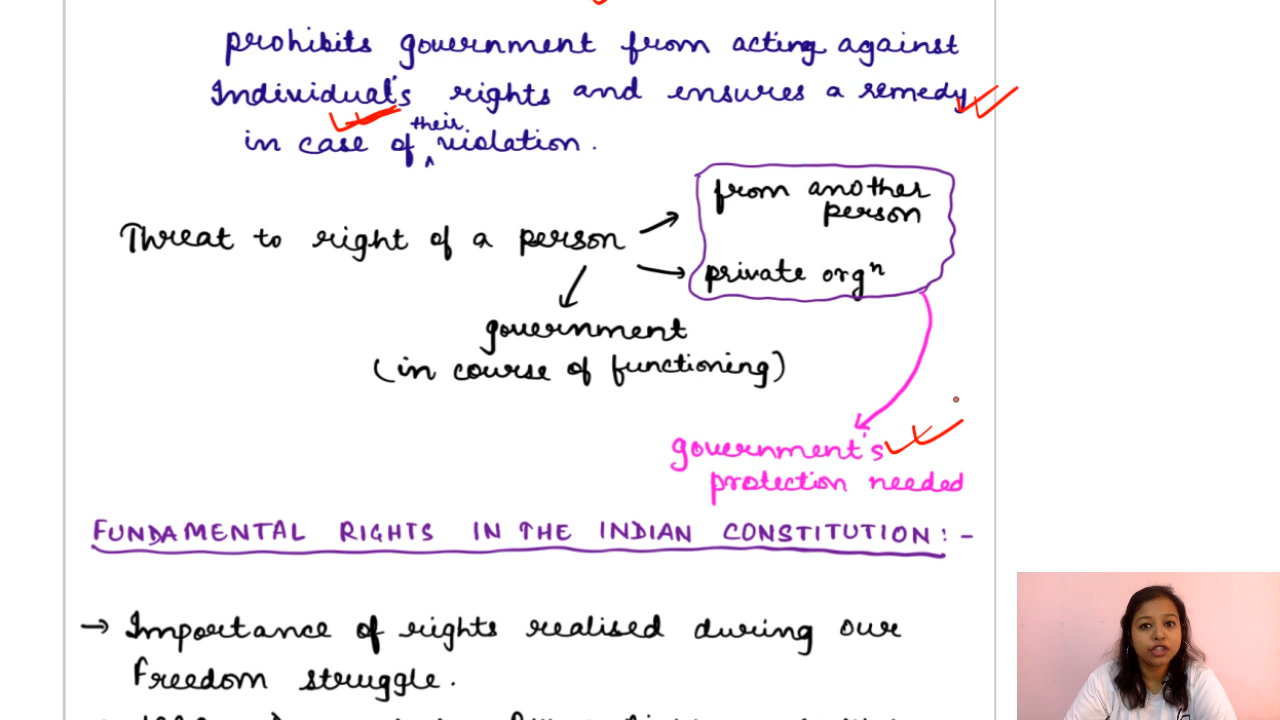 prohibits government from acting against
Individual's rights and ensures a remedy
in case of their violation.
from another
person
Threat to right of a person
private orgⁿ
government
(in course of functioning)
government's
protection needed
FUNDAMENTAL RIGHTS IN THE INDIAN CONSTITUTION :-
→ Importance of rights realised during our
freedom struggle.